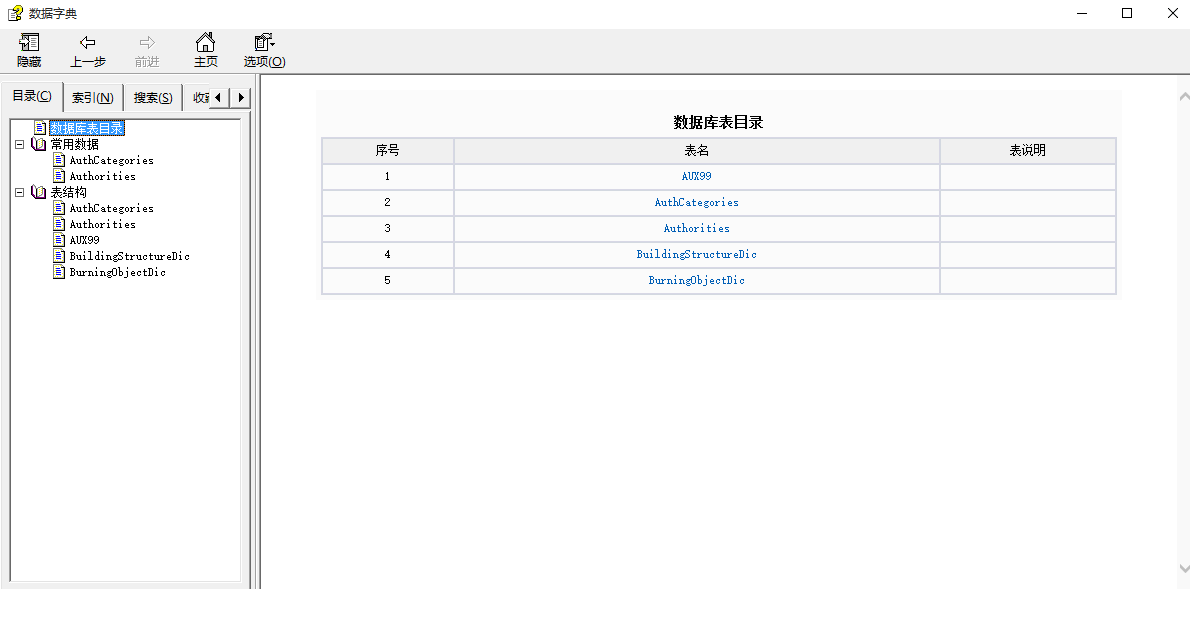 数据字典
隐藏 上一步 前进 主页 选项(O)
目录(C) 索引(N) 搜索(S)
数据库表目录
常用数据
AuthCategories
Authorities
表结构
AuthCategories
Authorities
AUX99
BuildingStructureDic
BurningObjectDic
数据库表目录
序号 表名 表说明
1 AUX99
2 AuthCategories
3 Authorities
4 BuildingStructureDic
5 BurningObjectDic